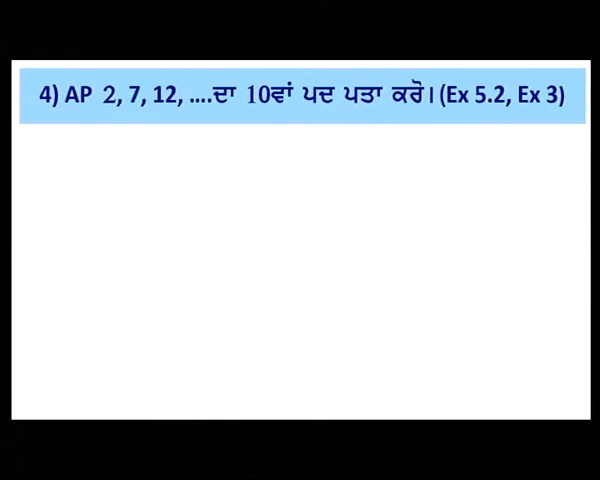 4) AP 2, 7, 12, ....ਦਾ 10ਵਾਂ ਪਦ ਪਤਾ ਕਰੋ।(Ex 5.2, Ex 3)